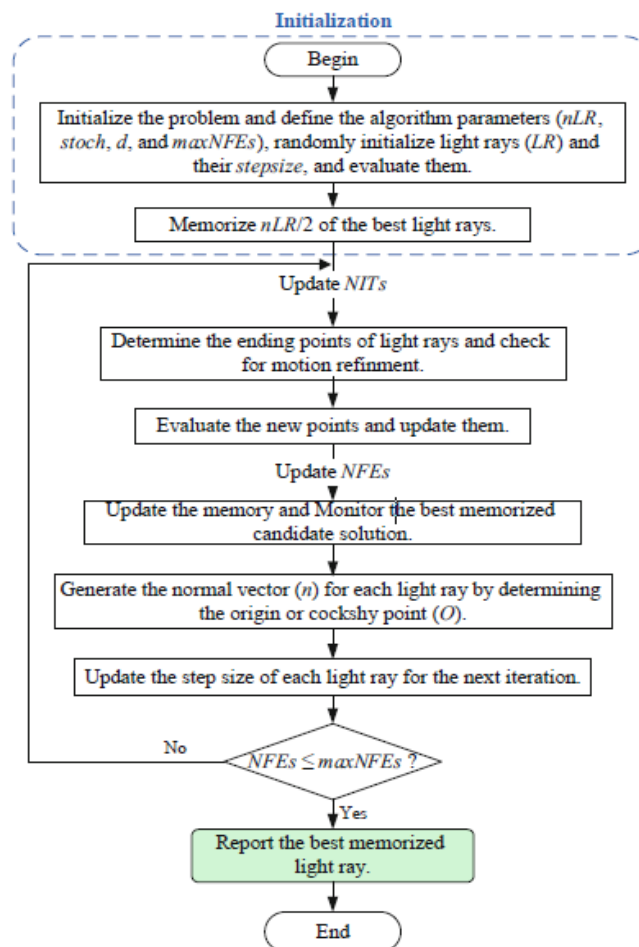 Initialization
Begin
Initialize the problem and define the algorithm parameters (nLR,
stoch, d, and maxNFEs), randomly initialize light rays (LR) and
their stepsize, and evaluate them.
Memorize nLR/2 of the best light rays.
Update NITs
Determine the ending points of light rays and check
for motion refinment.
Evaluate the new points and update them.
Update NFEs
Update the memory and Monitor the best memorized
candidate solution.
Generate the normal vector (n) for each light ray by determining
the origin or cockshy point (O).
Update the step size of each light ray for the next iteration.
No
NFEs ≤ maxNFEs ?
Yes
Report the best memorized
light ray.
End